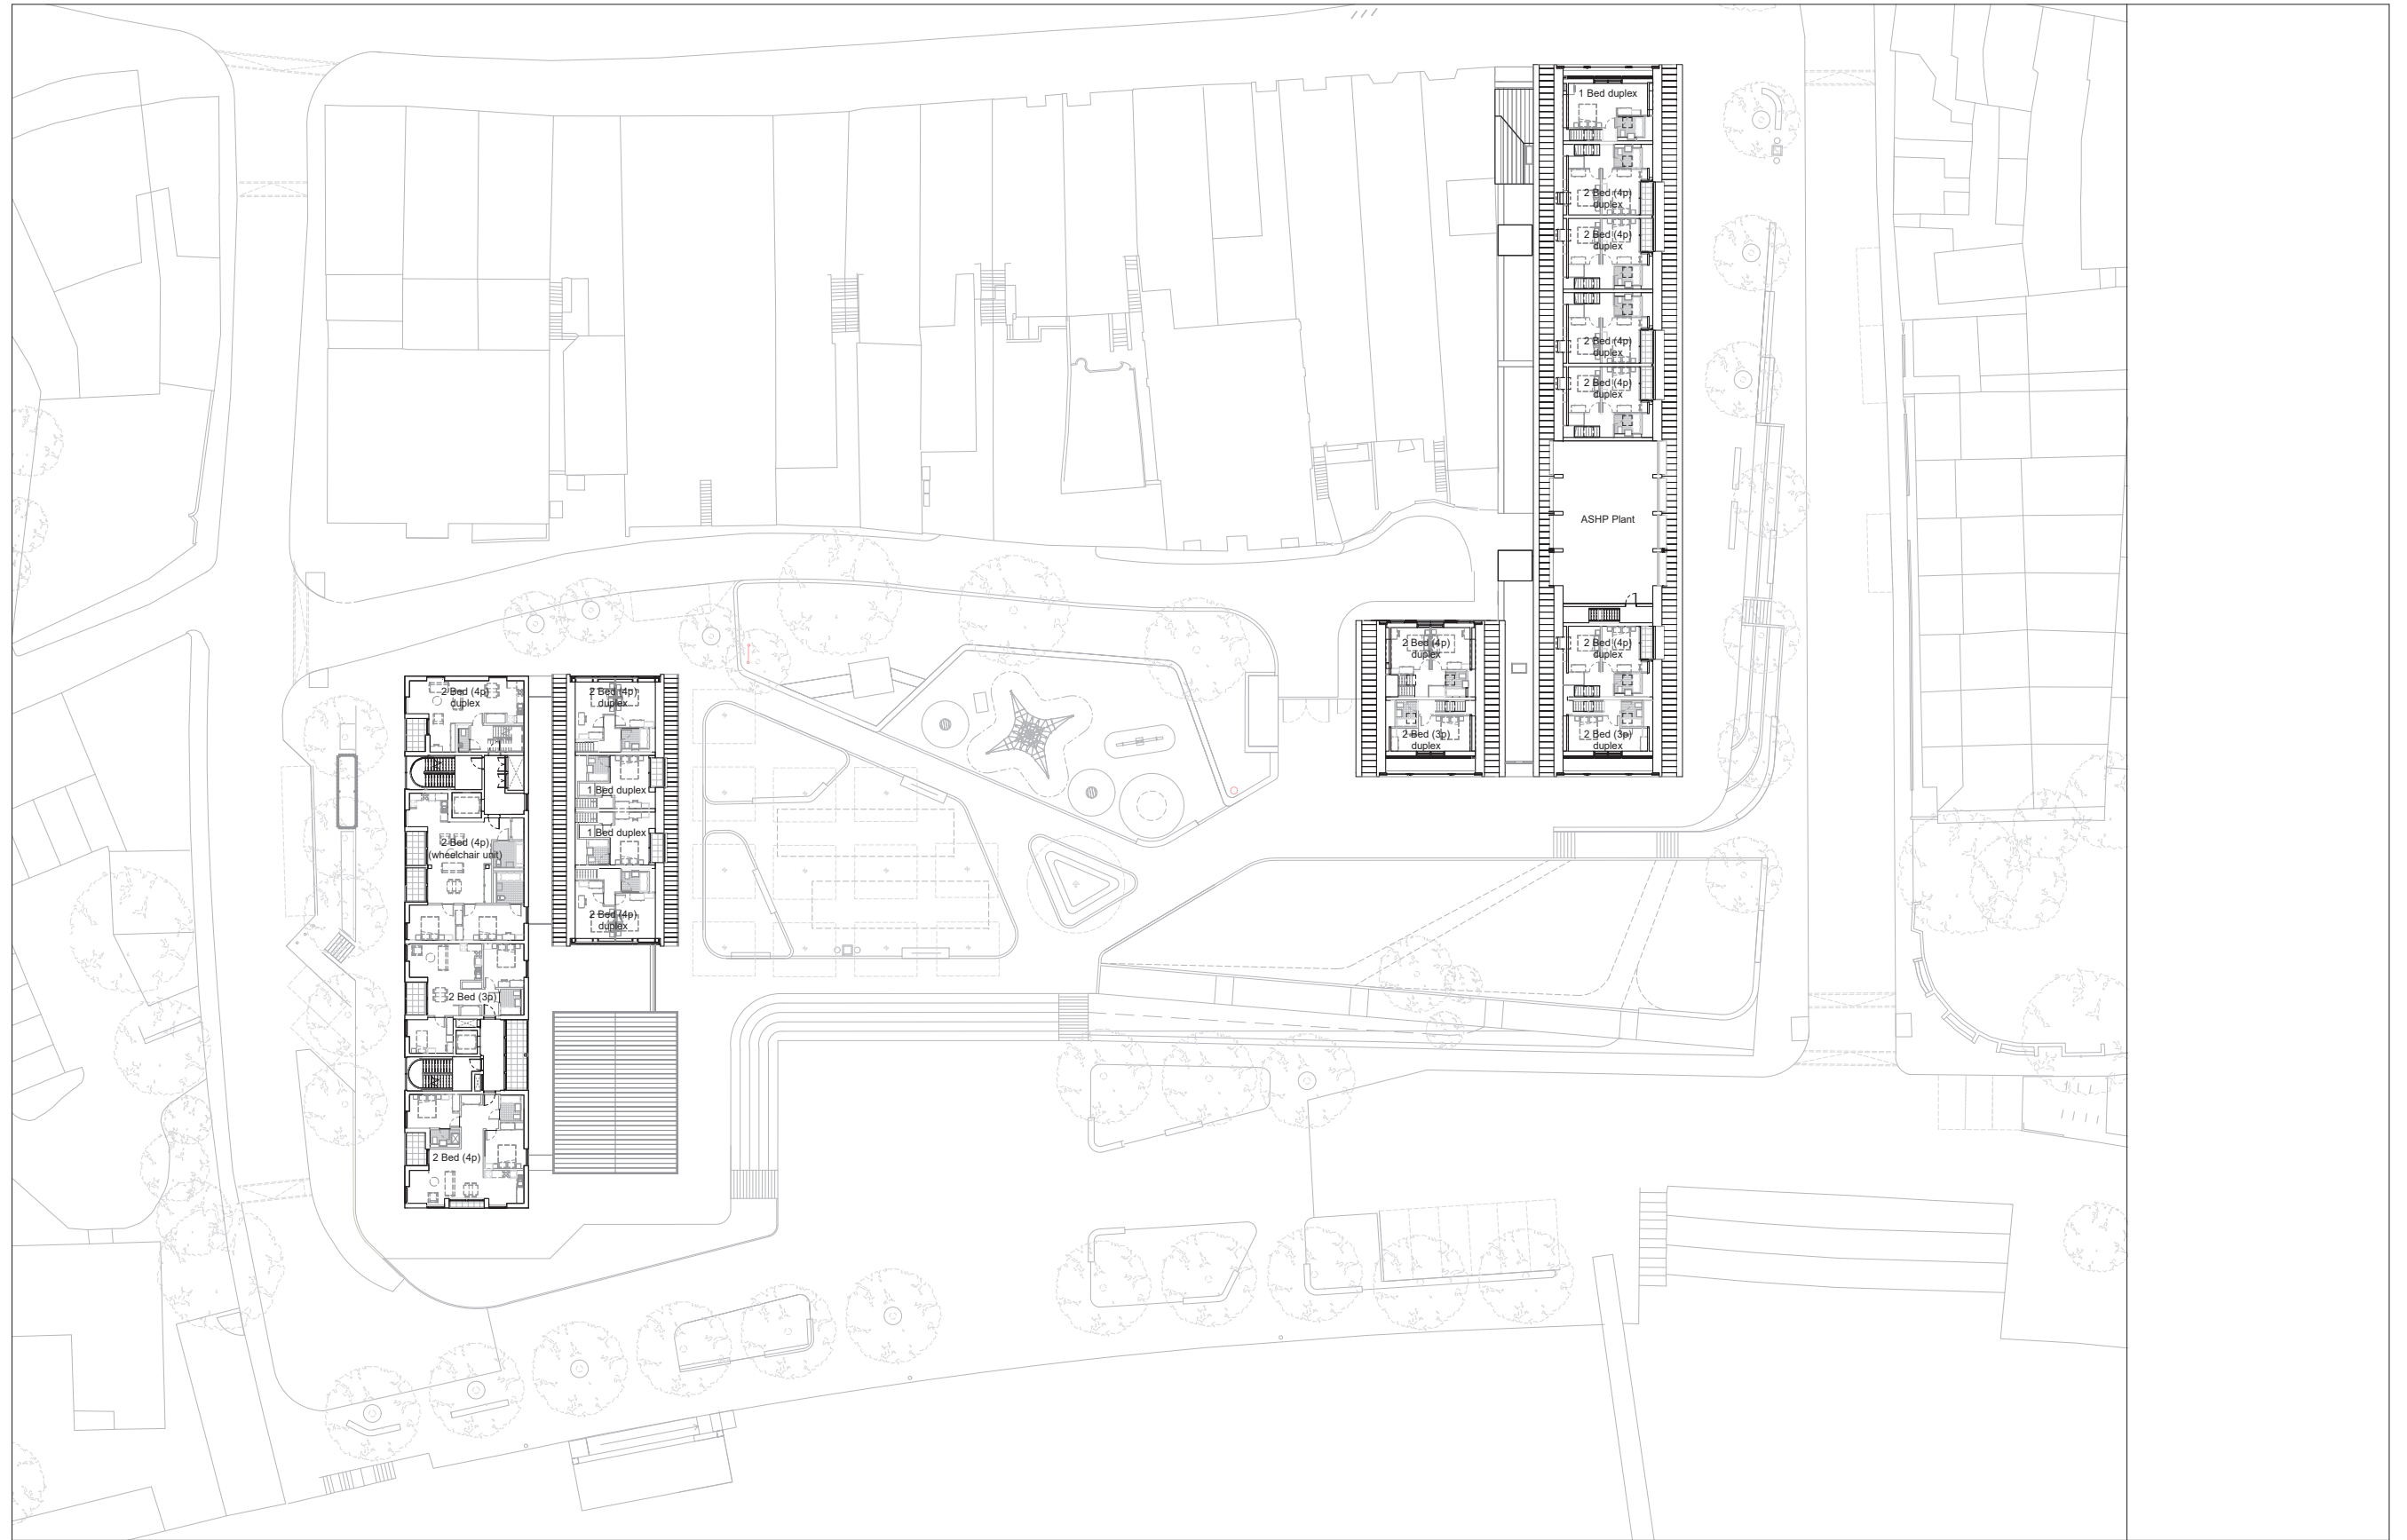 1 Bed duplex
2 Bed (4p)
duplex
2 Bed (4p)
duplex
2 Bed (4p)
duplex
2 Bed (4p)
duplex
ASHP Plant
2 Bed (4p)
duplex
2 Bed (4p)
duplex
2 Bed (3p)
duplex
2 Bed (3p)
duplex
2 Bed (4p)
duplex
2 Bed (4p)
duplex
1 Bed duplex
1 Bed duplex
2 Bed (4p)
(wheelchair unit)
2 Bed (4p)
duplex
2 Bed (3p)
2 Bed (4p)